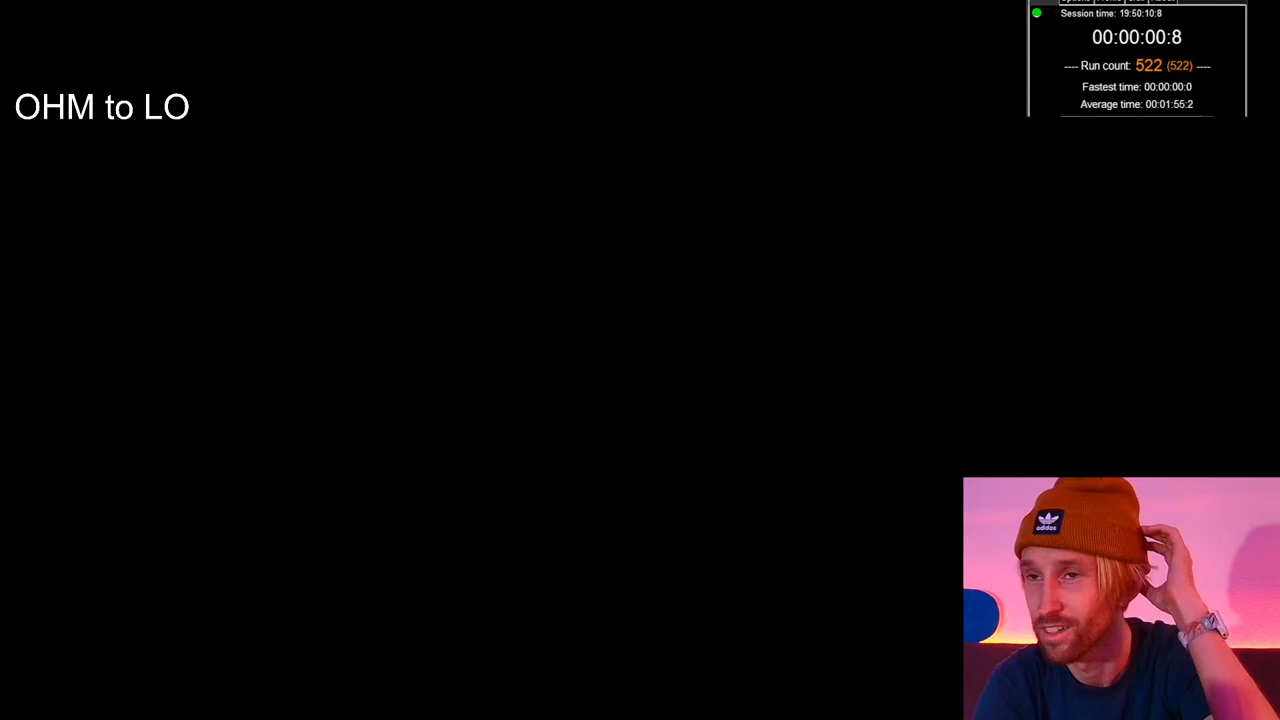 OHM to LO
Session time: 19:50:10:8
00:00:00:8
---- Run count: 522 (522) ----
Fastest time: 00:00:00:0
Average time: 00:01:55:2
adidas